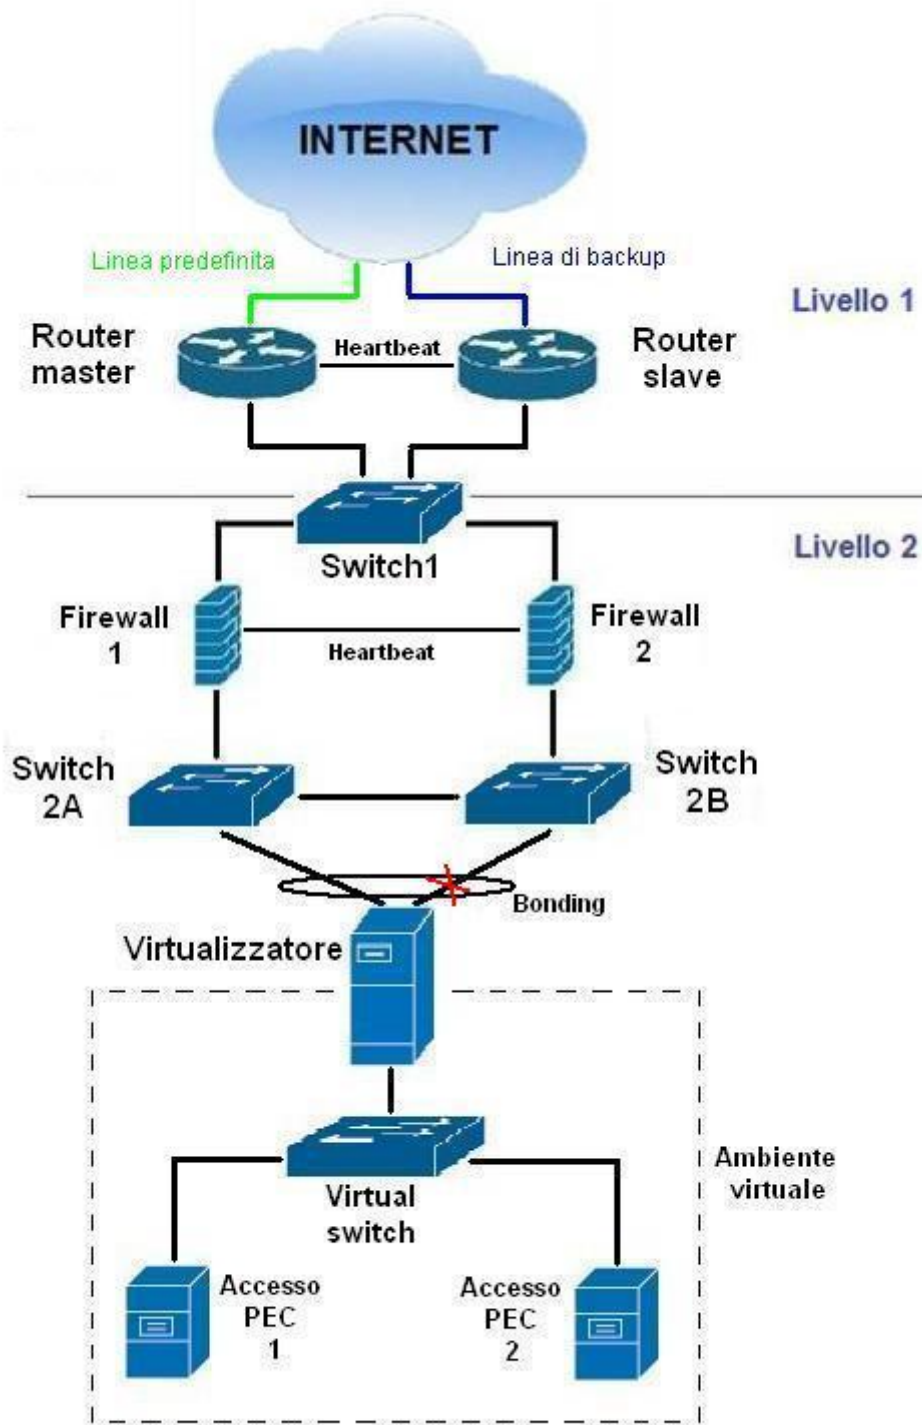 INTERNET
Linea predefinita
Linea di backup
Livello 1
Router
master
Heartbeat
Router
slave
Switch1
Livello 2
Firewall
1
Heartbeat
Firewall
2
Switch
2A
Switch
2B
Bonding
Virtualizzatore
Virtual
switch
Ambiente
virtuale
Accesso
PEC
1
Accesso
PEC
2